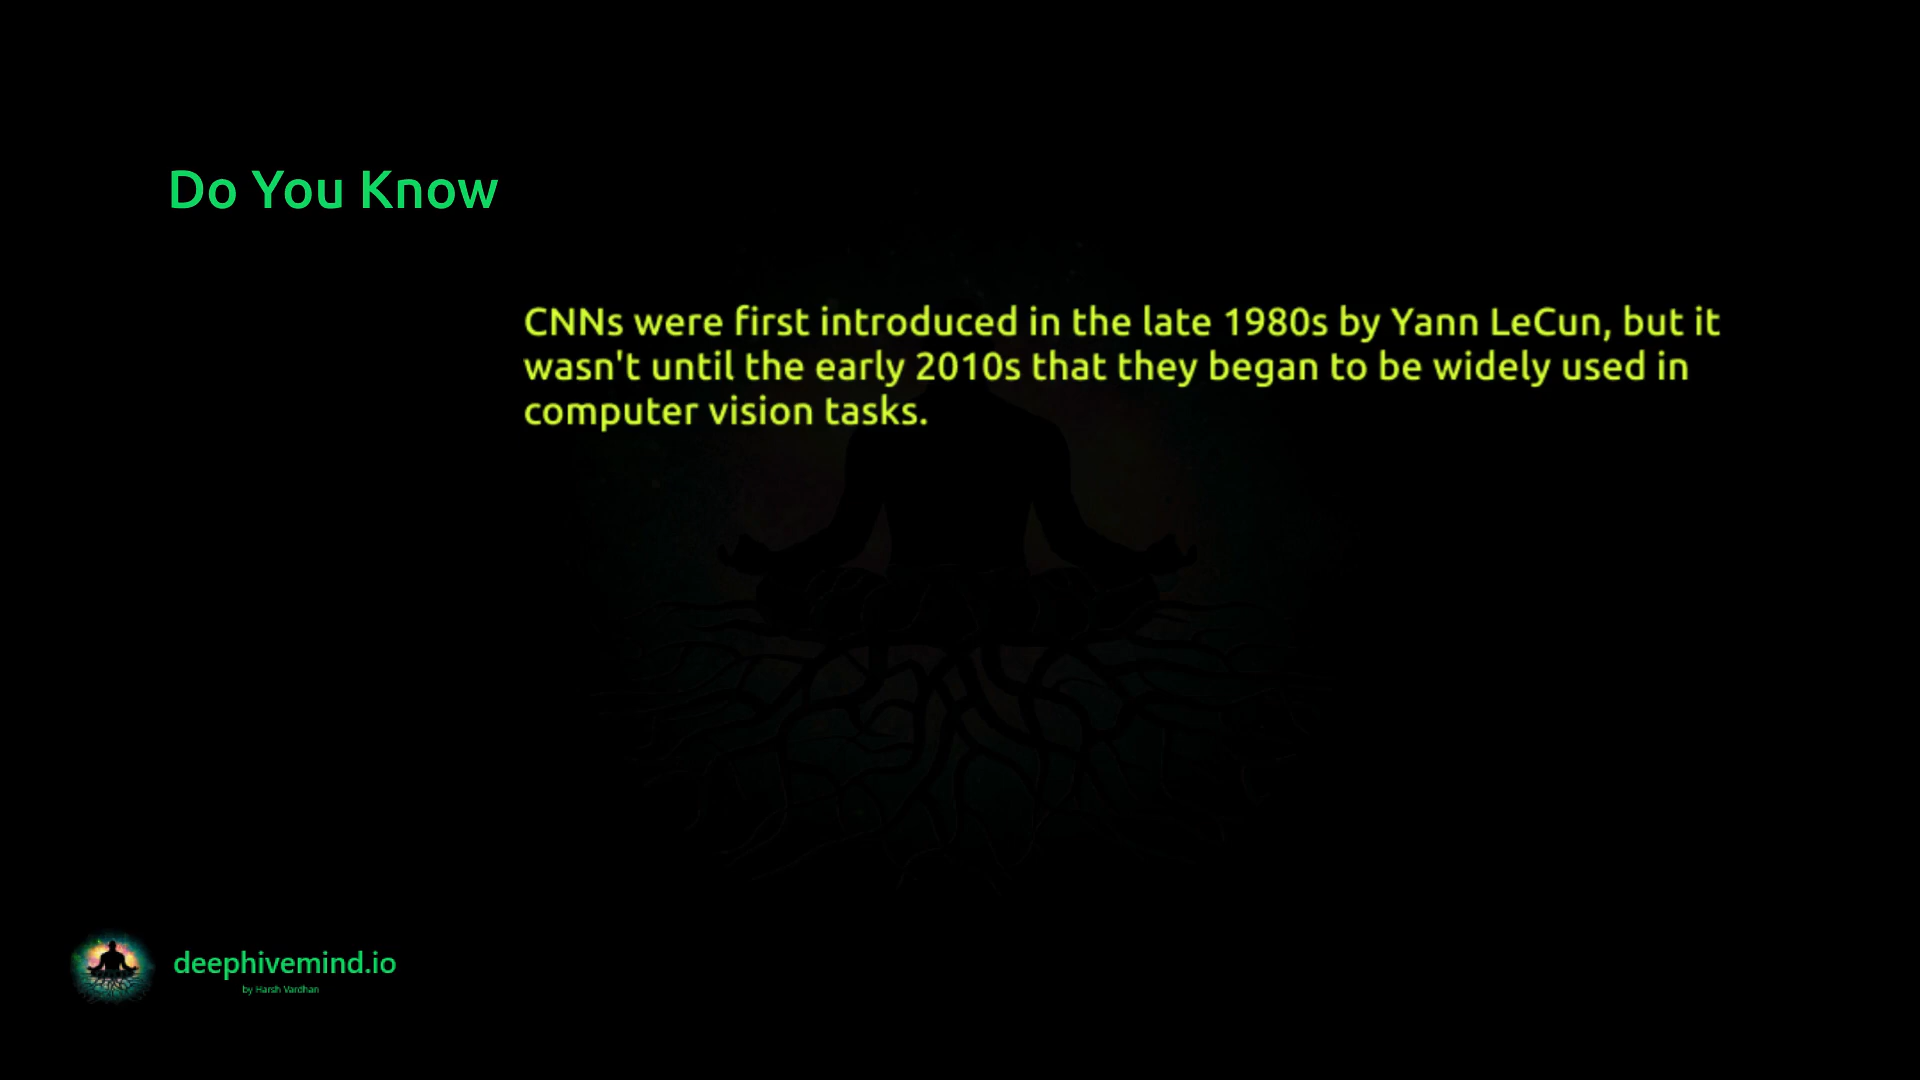 Do You Know
CNNs were first introduced in the late 1980s by Yann LeCun, but it
wasn't until the early 2010s that they began to be widely used in
computer vision tasks.
deephivemind.io
by Harsh Vardhan